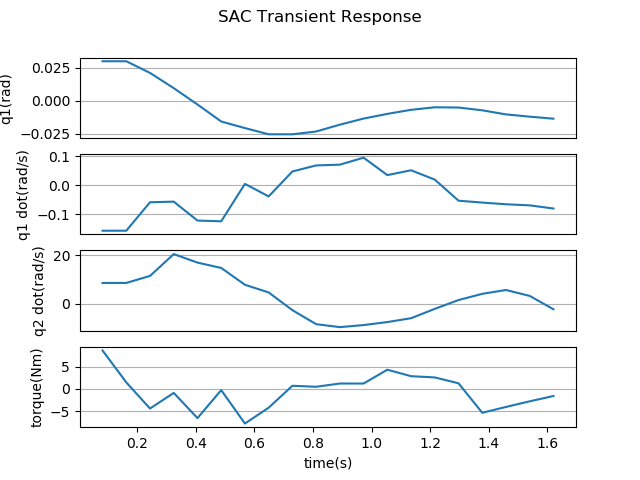 SAC Transient Response
q1(rad)
0.025
0.000
−0.025
q1 dot(rad/s)
0.1
0.0
−0.1
q2 dot(rad/s)
20
0
torque(Nm)
5
0
−5
0.2 0.4 0.6 0.8 1.0 1.2 1.4 1.6
time(s)